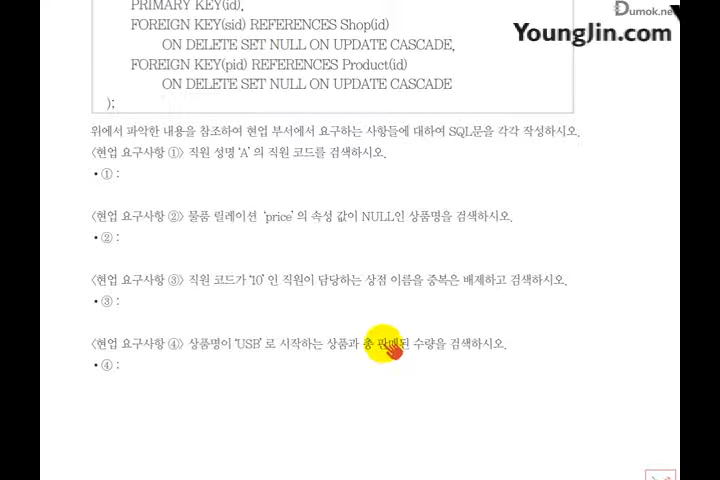 Dumok.ne
YoungJin.com
PRIMARY KEY(id),
FOREIGN KEY(sid) REFERENCES Shop(id)
ON DELETE SET NULL ON UPDATE CASCADE,
FOREIGN KEY(pid) REFERENCES Product(id)
ON DELETE SET NULL ON UPDATE CASCADE
);
위에서 파악한 내용을 참조하여 현업 부서에서 요구하는 사항들에 대하여 SQL문을 각각 작성하시오.
<현업 요구사항 ①> 직원 성명 'A'의 직원 코드를 검색하시오.
• ① :
<현업 요구사항 ②> 물품 릴레이션 'price'의 속성 값이 NULL인 상품명을 검색하시오.
• ② :
<현업 요구사항 ③> 직원 코드가 '10'인 직원이 담당하는 상점 이름을 중복은 배제하고 검색하시오.
• ③ :
<현업 요구사항 ④> 상품명이 'USB'로 시작하는 상품과 총 판매된 수량을 검색하시오.
• ④ :